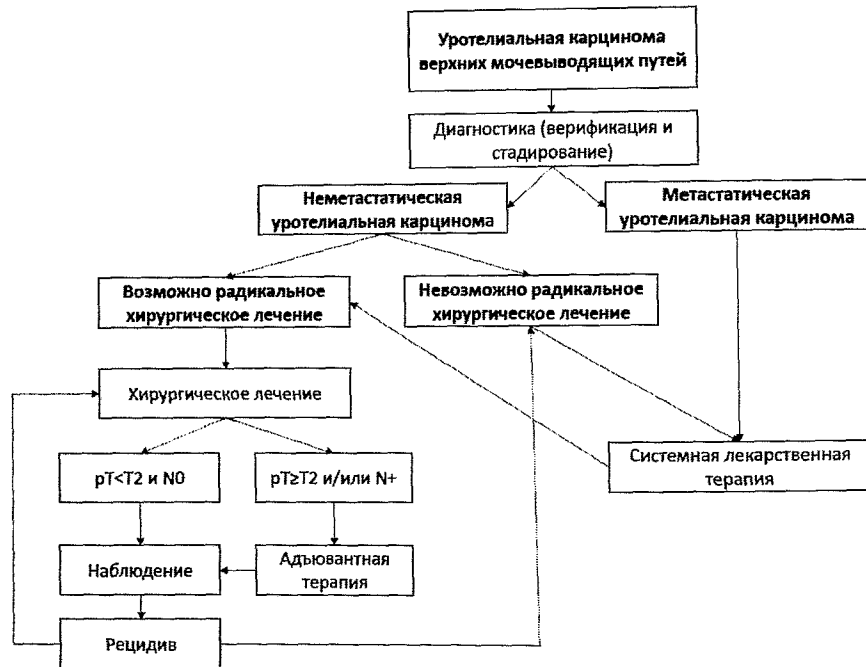 Уротелиальная карцинома
верхних мочевыводящих путей
Диагностика (верификация и
стадирование)
Неметастатическая
уротелиальная карцинома
Метастатическая
уротелиальная карцинома
Возможно радикальное
хирургическое лечение
Невозможно радикальное
хирургическое лечение
Хирургическое лечение
pT<T2 и N0
pT≥T2 и/или N+
Системная лекарственная
терапия
Наблюдение
Адъювантная
терапия
Рецидив